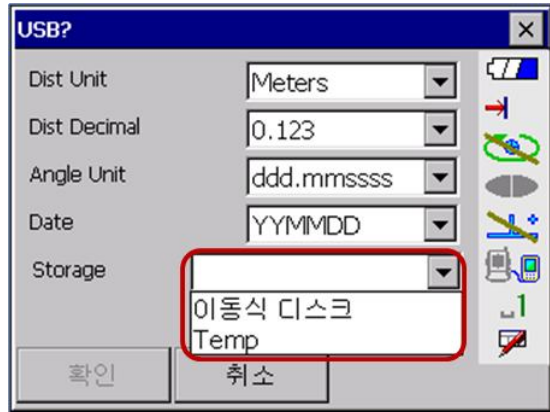 USB?
Dist Unit Meters
Dist Decimal 0.123
Angle Unit ddd.mmssss
Date YYMMDD
Storage
이동식 디스크
Temp
1
확인 취소